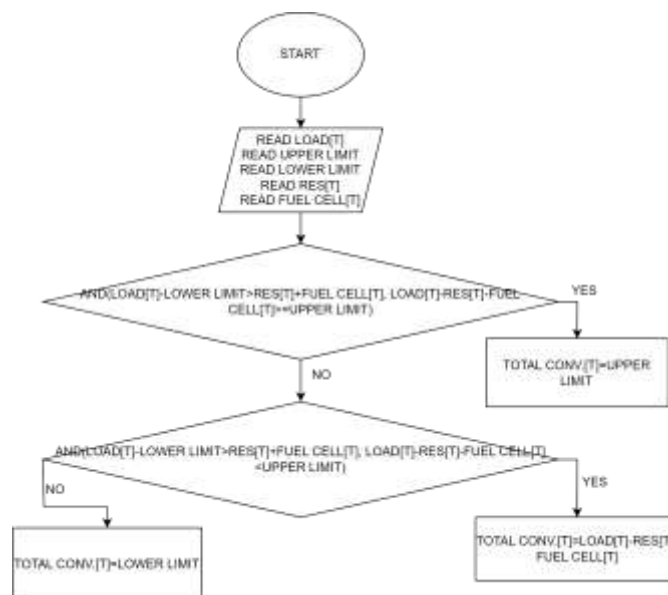 START
READ LOAD[T]
READ UPPER LIMIT
READ LOWER LIMIT
READ RES[T]
READ FUEL CELL[T]
AND(LOAD[T]-LOWER LIMIT>RES[T]+FUEL CELL[T], LOAD[T]-RES[T]-FUEL
CELL[T]>=UPPER LIMIT)
YES
TOTAL CONV.[T]=UPPER
LIMIT
NO
AND(LOAD[T]-LOWER LIMIT>RES[T]+FUEL CELL[T], LOAD[T]-RES[T]-FUEL CELL[T]
<UPPER LIMIT)
NO
YES
TOTAL CONV.[T]=LOWER LIMIT
TOTAL CONV.[T]=LOAD[T]-RES[T]
FUEL CELL[T]